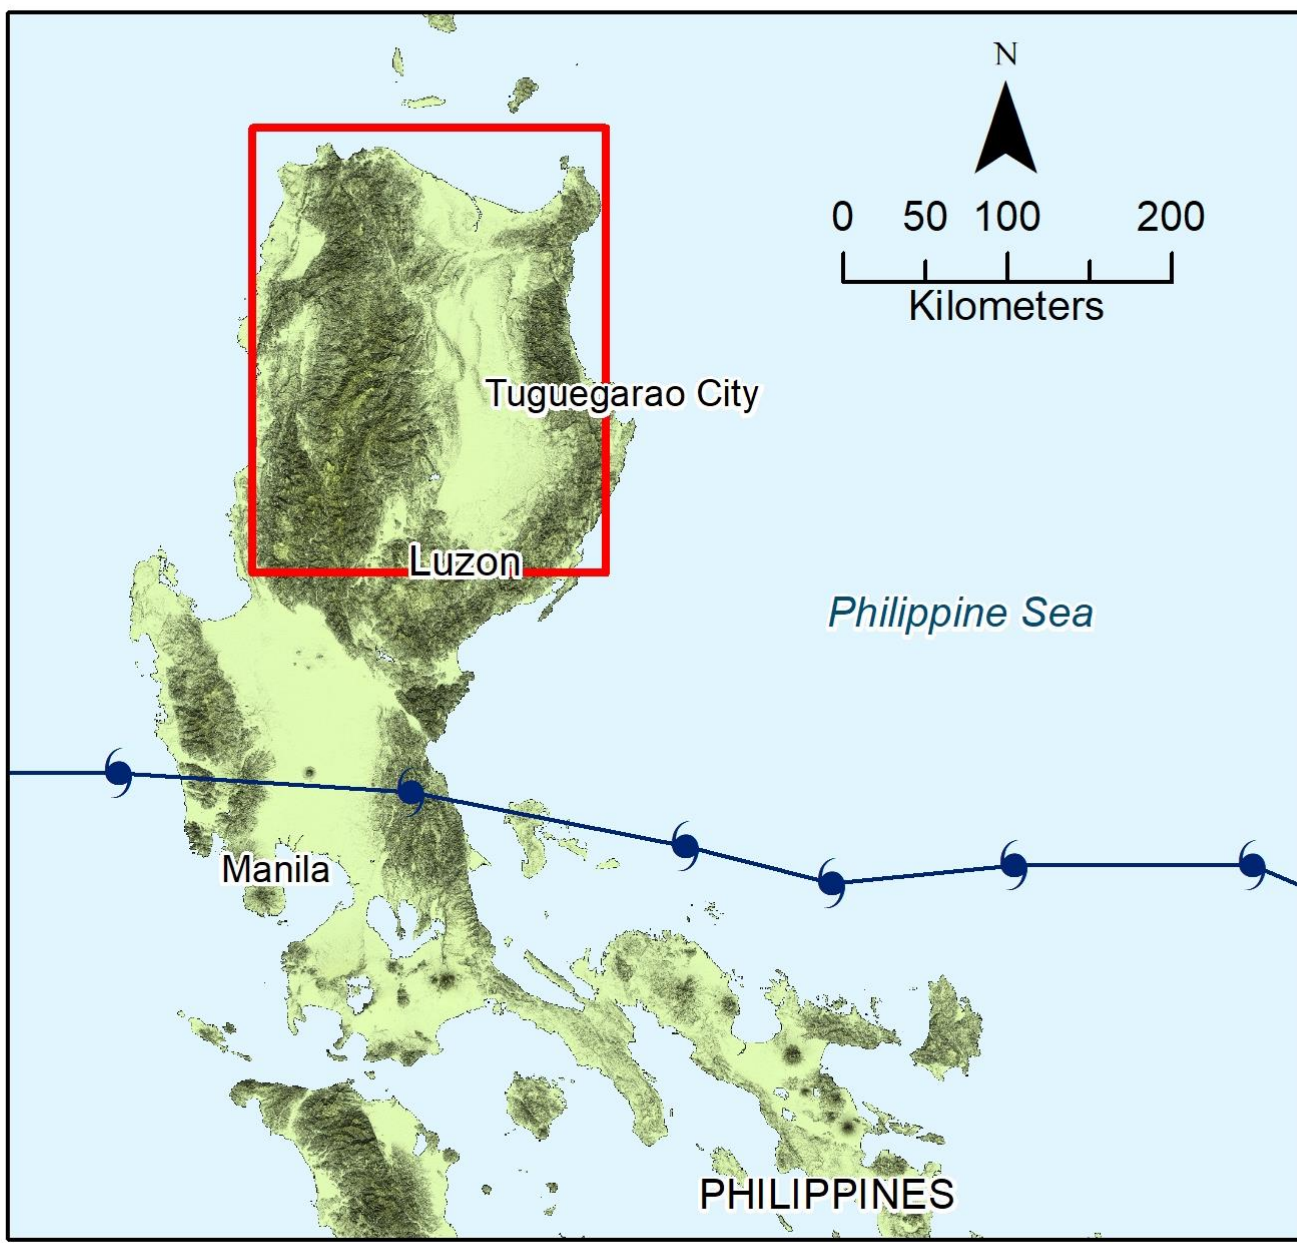 N
0 50 100 200
Kilometers
Tuguegarao City
Luzon
Philippine Sea
Manila
PHILIPPINES